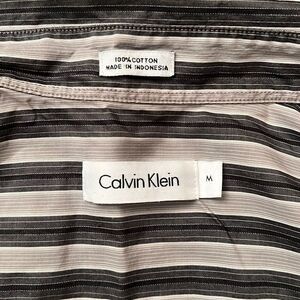 100% COTTON
MADE IN INDONESIA
Calvin Klein
M